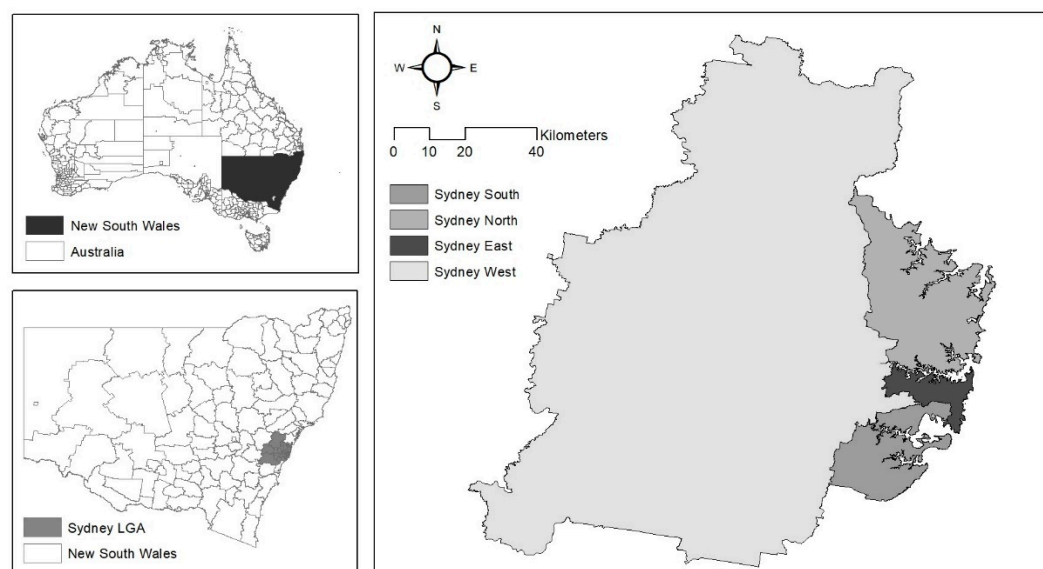 New South Wales
Australia
Sydney LGA
New South Wales
N
W E
S
Kilometers
0 10 20 40
Sydney South
Sydney North
Sydney East
Sydney West